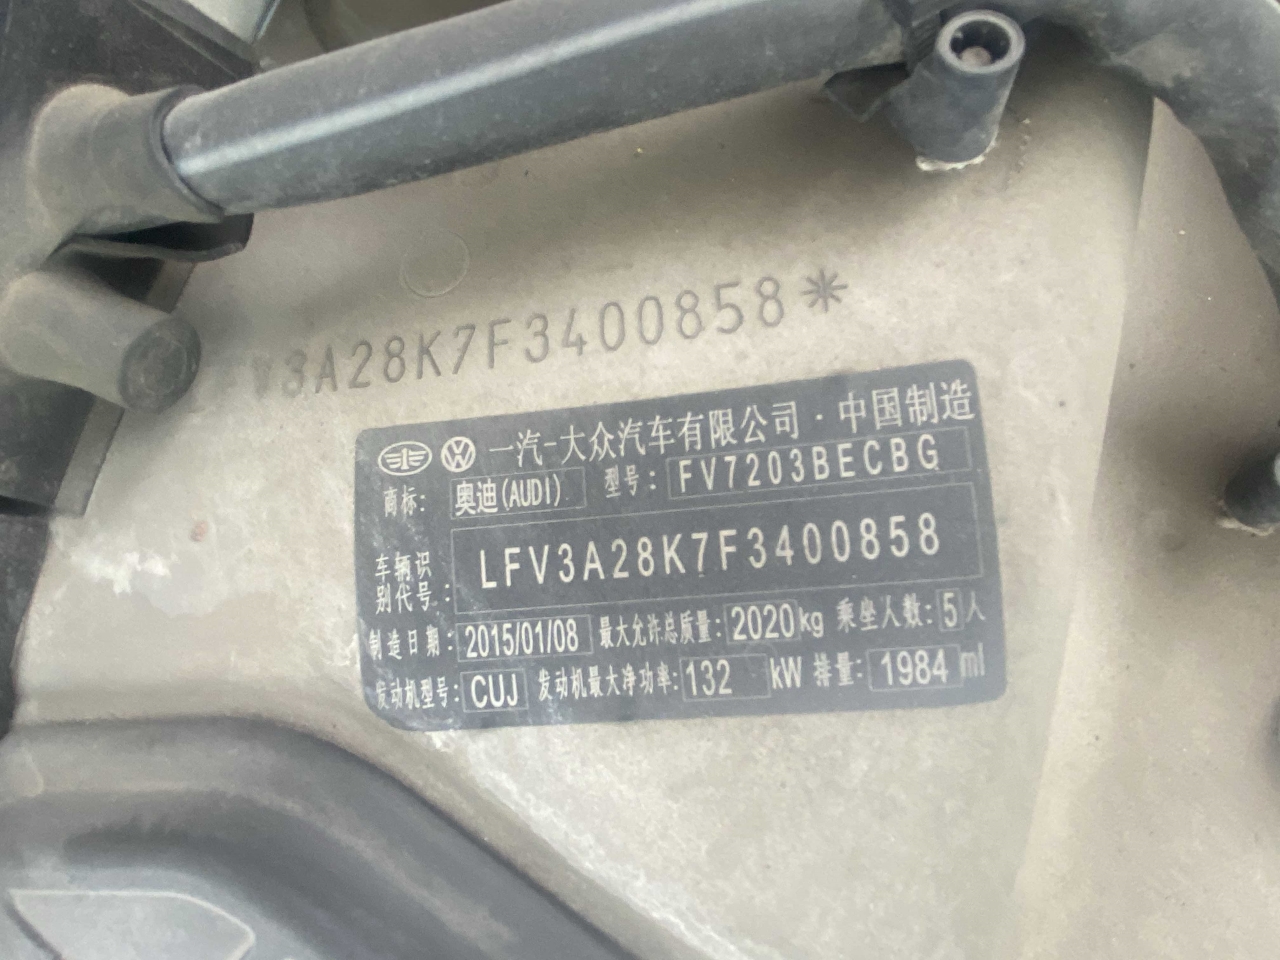 V3A28K7F3400858*
一汽-大众汽车有限公司·中国制造
商标: 奥迪(AUDI) 型号: FV7203BECBG
车辆识别代号: LFV3A28K7F3400858
制造日期: 2015/01/08 最大允许总质量: 2020kg 乘坐人数: 5人
发动机型号: CUJ 发动机最大净功率: 132 kW 排量: 1984 ml